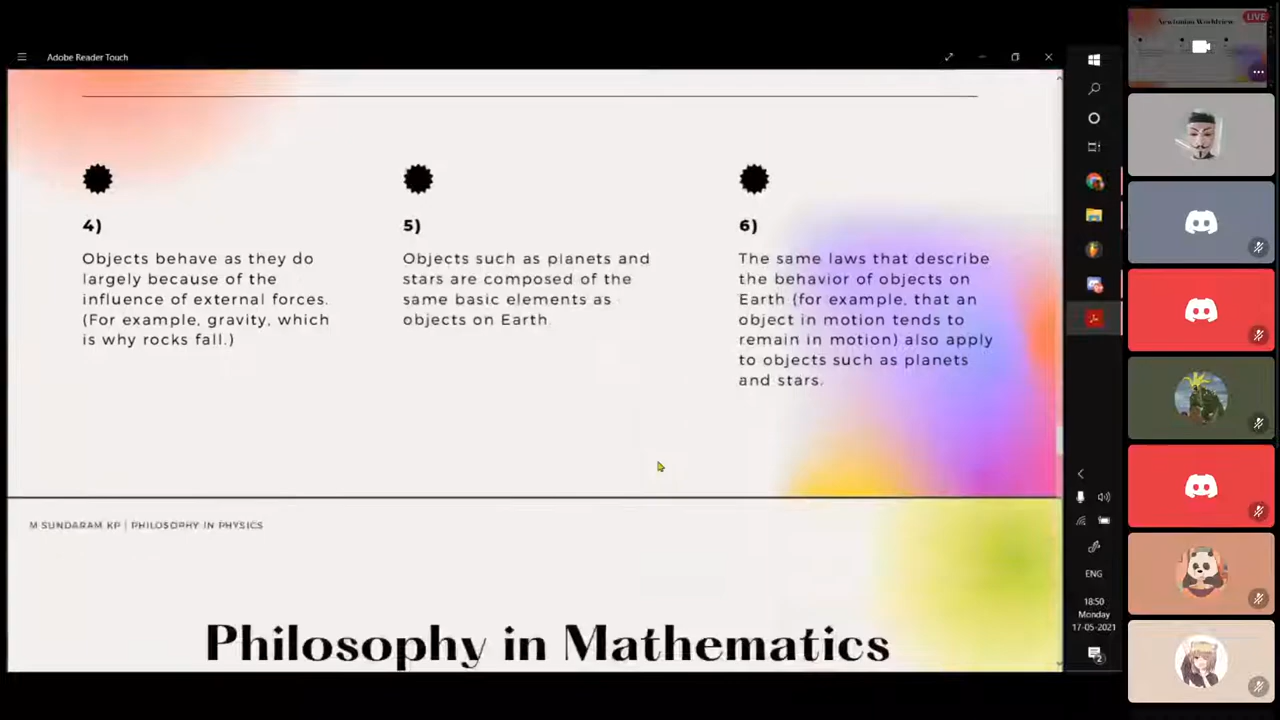 Adobe Reader Touch
4)
Objects behave as they do
largely because of the
influence of external forces.
(For example, gravity, which
is why rocks fall.)
5)
Objects such as planets and
stars are composed of the
same basic elements as
objects on Earth.
6)
The same laws that describe
the behavior of objects on
Earth (for example, that an
object in motion tends to
remain in motion) also apply
to objects such as planets
and stars.
M SUNDARAM KP | PHILOSOPHY IN PHYSICS
Philosophy in Mathematics
ENG
18:50
Monday
17-05-2021
2
Newtonian Worldview
LIVE